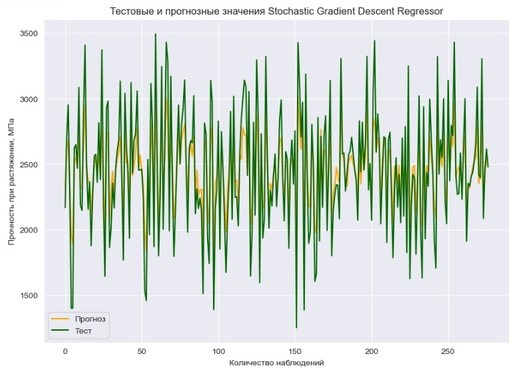 Тестовые и прогнозные значения Stochastic Gradient Descent Regressor
Прочность при растяжении, МПа
3500
3000
2500
2000
1500
Прогноз
Тест
0
50
100
150
200
250
Количество наблюдений